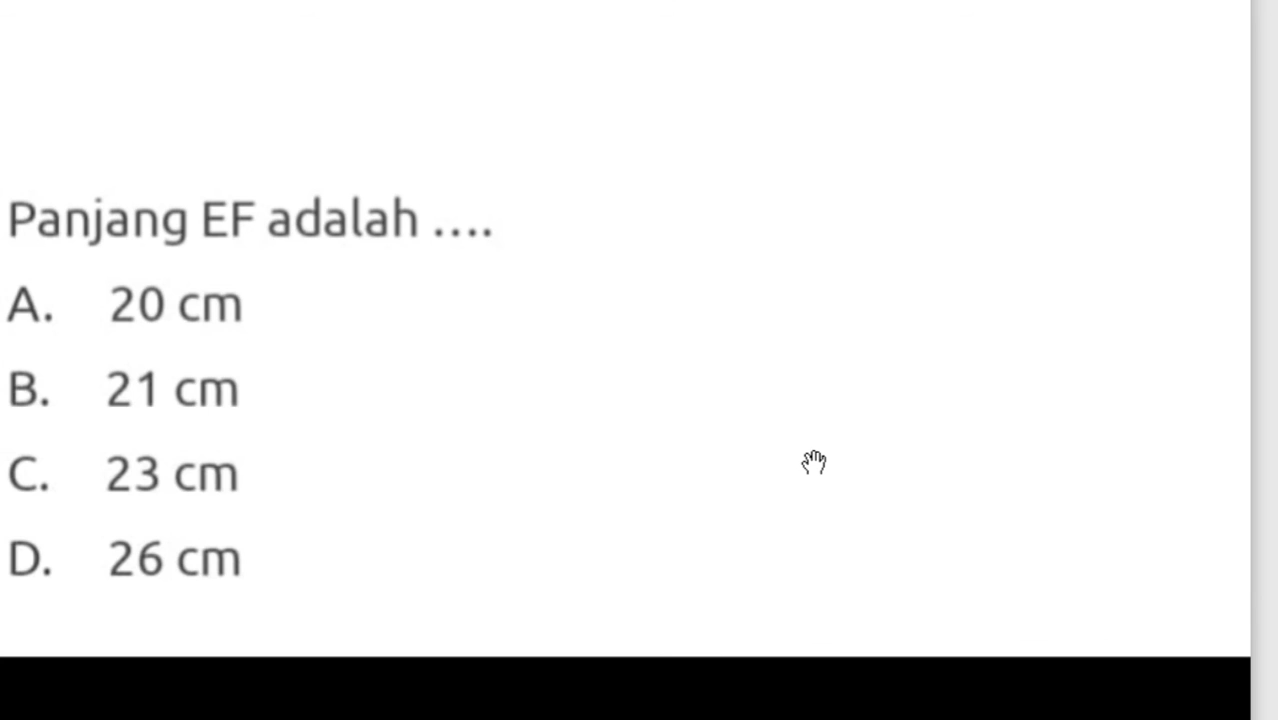 Panjang EF adalah ....
A. 20 cm
B. 21 cm
C. 23 cm
D. 26 cm